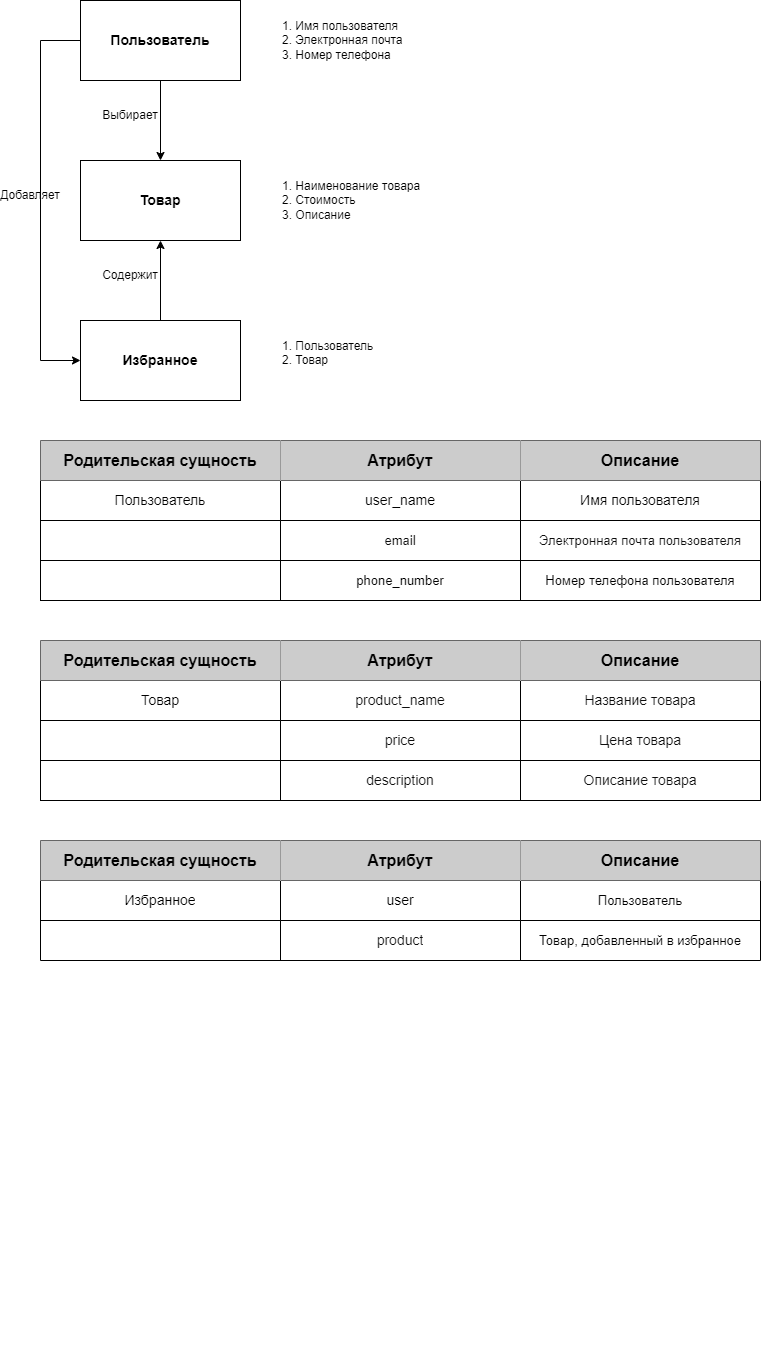 Пользователь
1. Имя пользователя
2. Электронная почта
3. Номер телефона
Выбирает
Добавляет
Товар
1. Наименование товара
2. Стоимость
3. Описание
Содержит
Избранное
1. Пользователь
2. Товар
Родительская сущность Атрибут Описание
Пользователь user_name Имя пользователя
email Электронная почта пользователя
phone_number Номер телефона пользователя
Родительская сущность Атрибут Описание
Товар product_name Название товара
price Цена товара
description Описание товара
Родительская сущность Атрибут Описание
Избранное user Пользователь
product Товар, добавленный в избранное